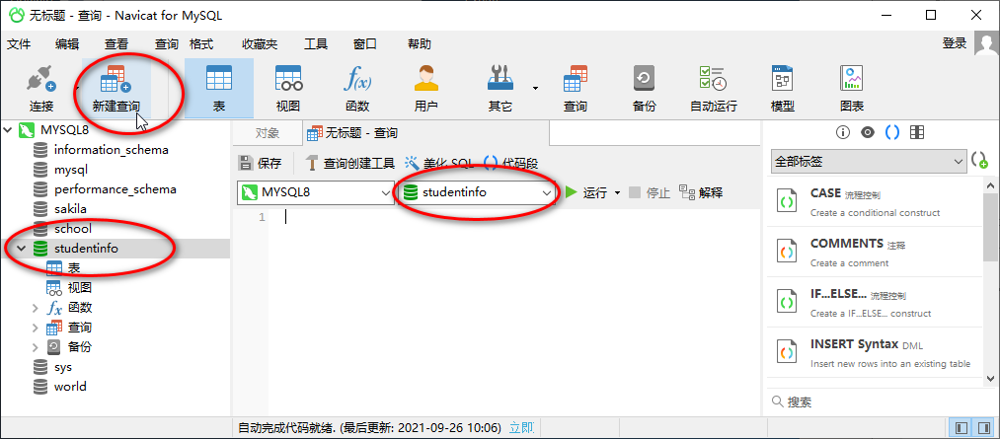 无标题 - 查询 - Navicat for MySQL
文件 编辑 查看 查询 格式 收藏夹 工具 窗口 帮助 登录
连接 新建查询 表 视图 函数 用户 其它 查询 备份 自动运行 模型 图表
MYSQL8
information_schema
mysql
performance_schema
sakila
school
studentinfo
表
视图
函数
查询
备份
sys
world
对象 无标题 - 查询
保存 查询创建工具 美化 SQL 代码段
MYSQL8 studentinfo 运行 停止 解释
1
全部标签
CASE 流程控制
Create a conditional construct
COMMENTS 注释
Create a comment
IF...ELSE... 流程控制
Create a IF...ELSE... construct
INSERT Syntax DML
Insert new rows into an existing table
搜索
自动完成代码就绪. (最后更新: 2021-09-26 10:06) 立即